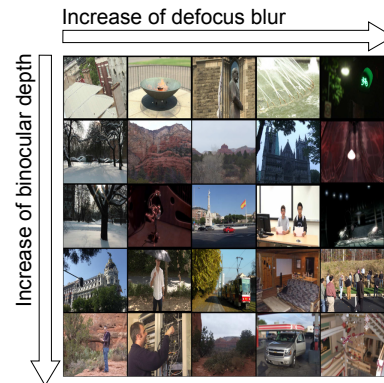 Increase of defocus blur
Increase of binocular depth